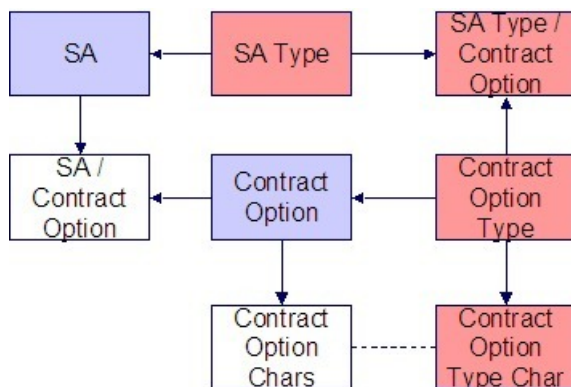 SA
SA Type
SA Type /
Contract
Option
SA /
Contract
Option
Contract
Option
Contract
Option
Type
Contract
Option
Chars
Contract
Option
Type Char